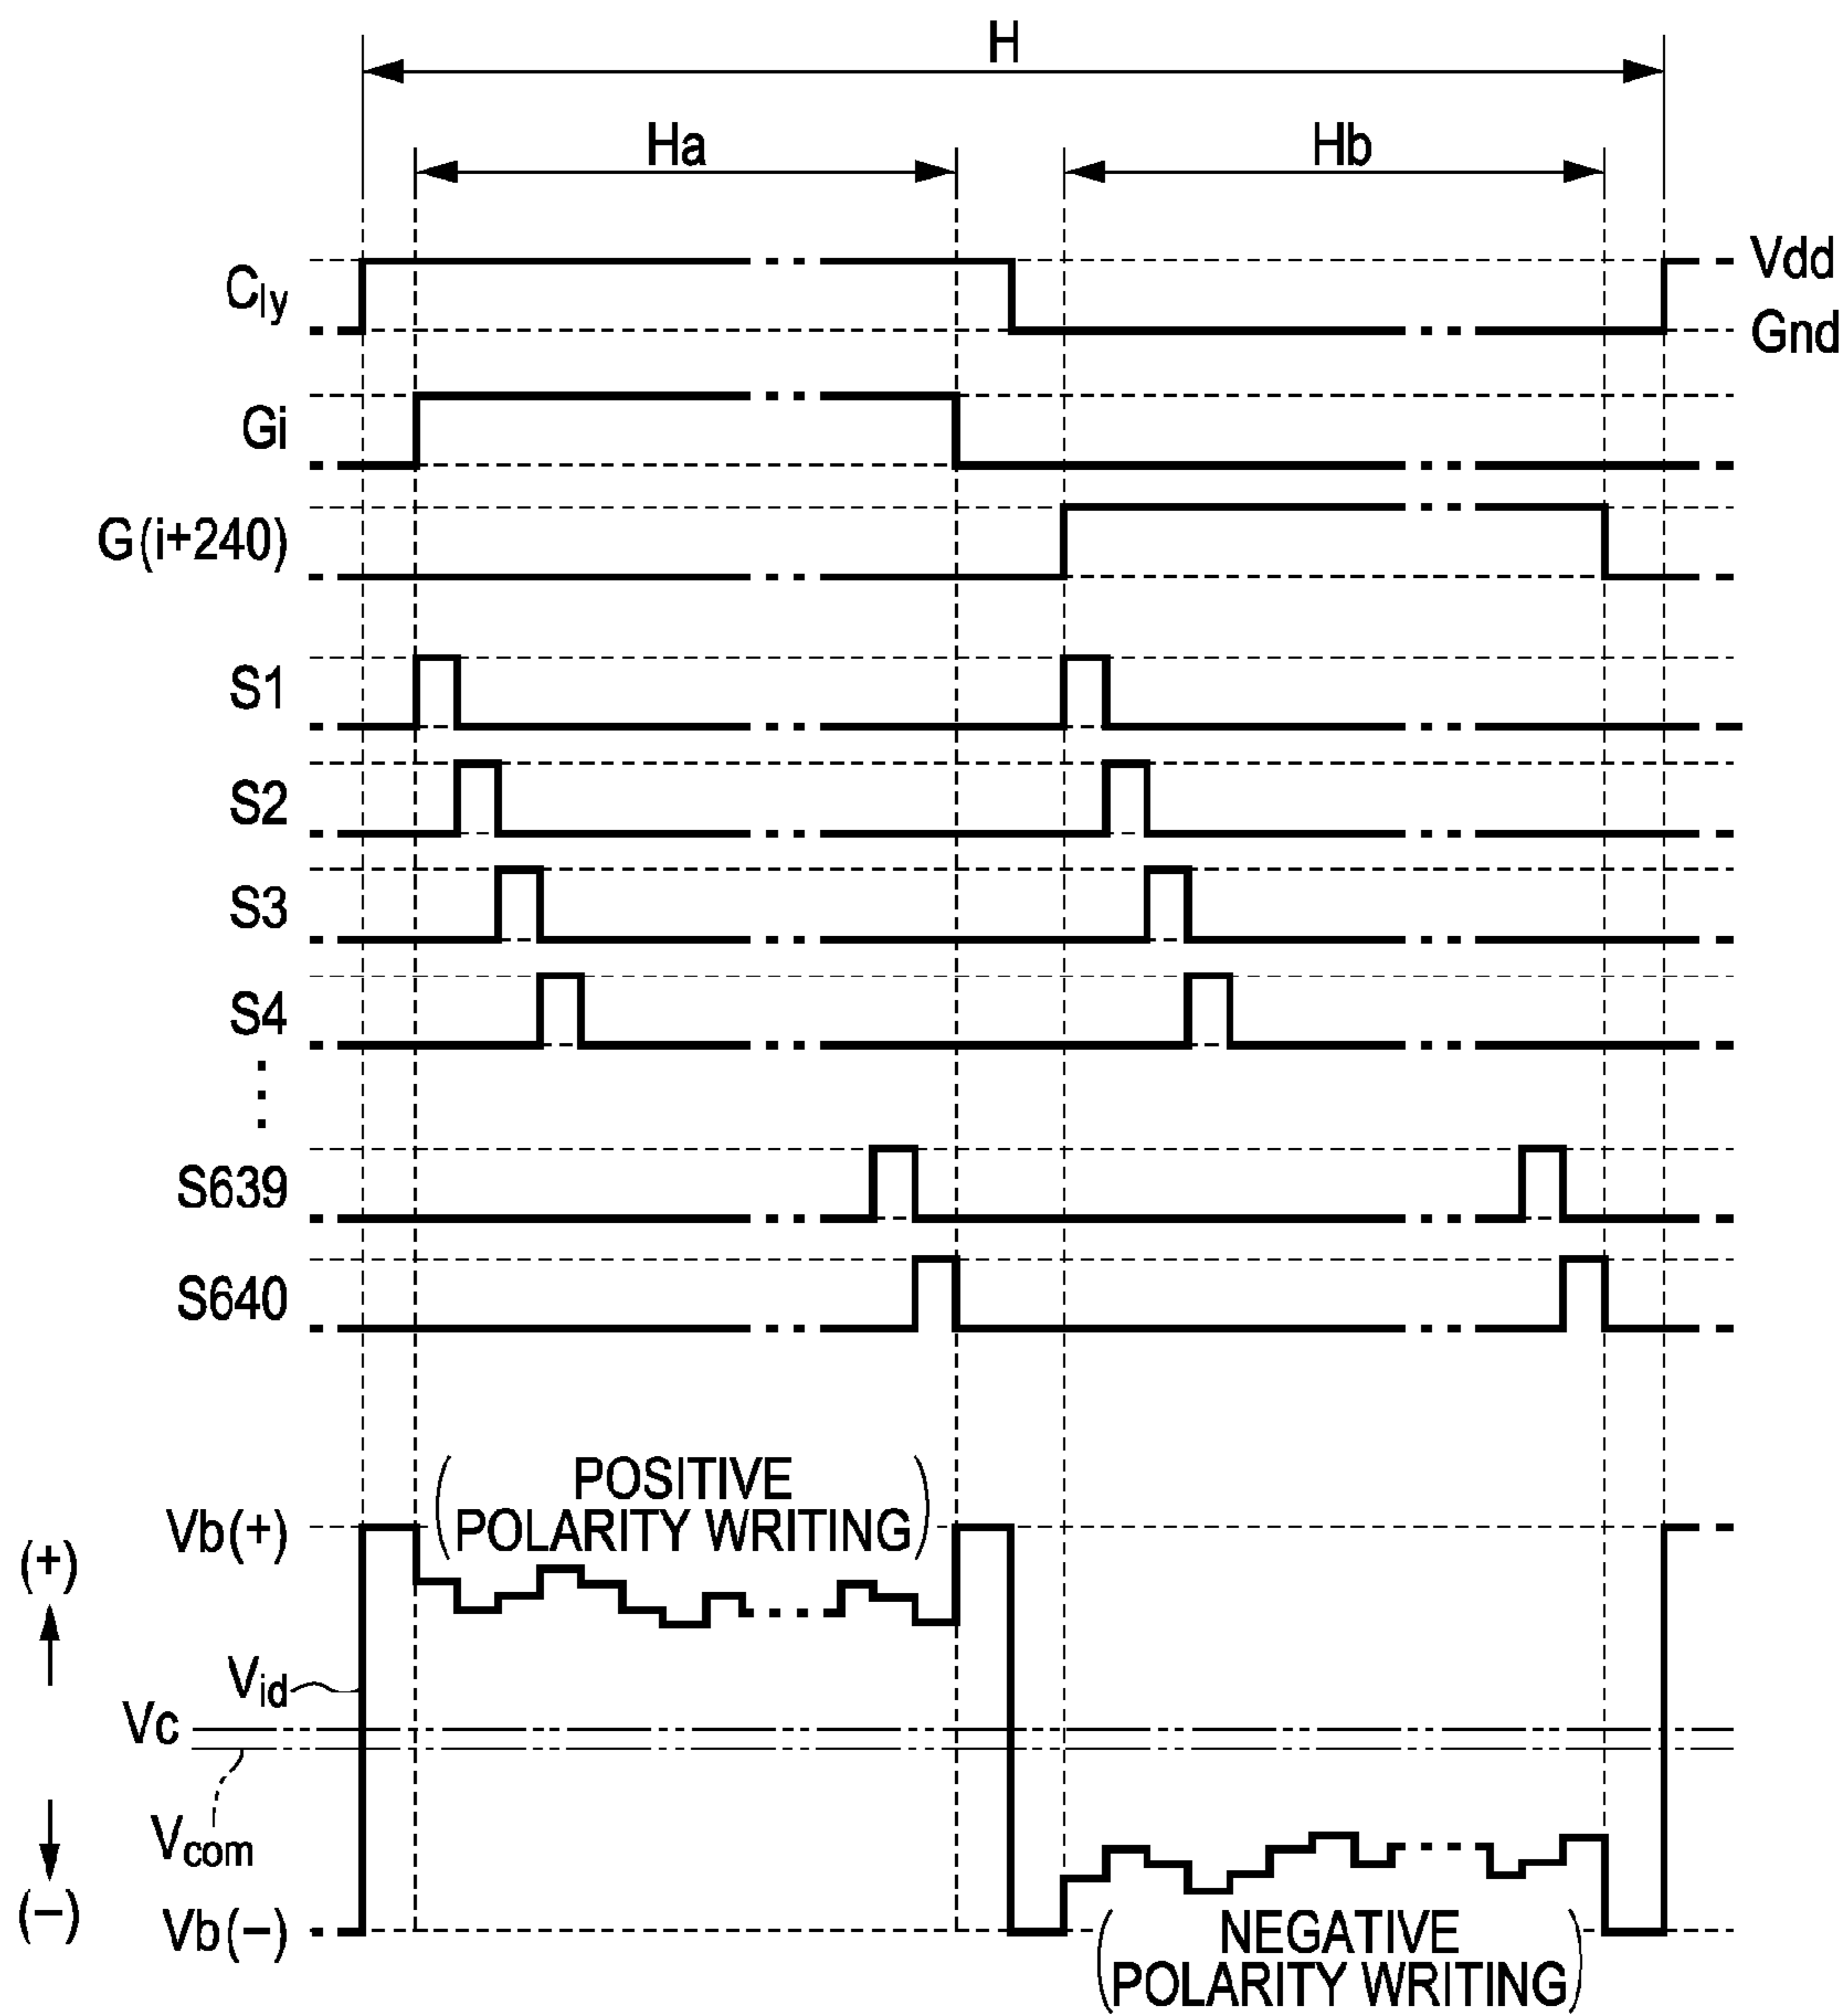 H
Ha
Hb
Cly
Vdd
Gnd
Gi
G(i+240)
S1
S2
S3
S4
S639
S640
(POSITIVE
POLARITY WRITING)
Vb(+)
(+)
Vid
Vc
Vcom
(−)
Vb(−)
(NEGATIVE
POLARITY WRITING)